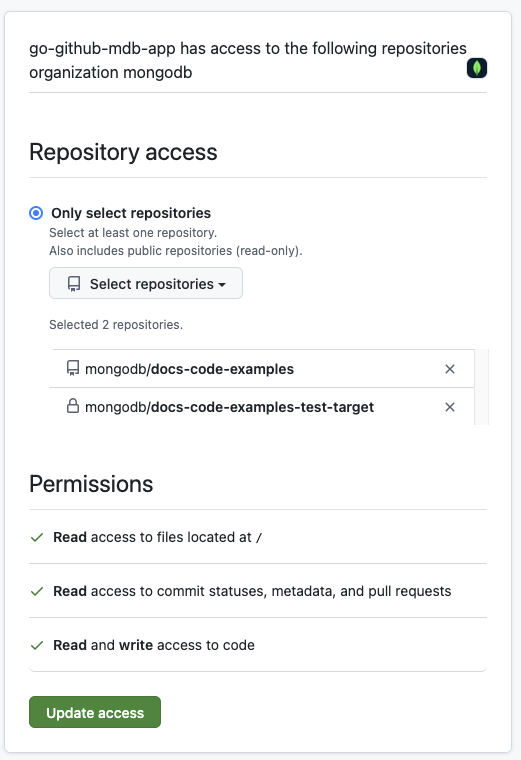 go-github-mdb-app has access to the following repositories
organization mongodb
Repository access
Only select repositories
Select at least one repository.
Also includes public repositories (read-only).
Select repositories
Selected 2 repositories.
mongodb/docs-code-examples
mongodb/docs-code-examples-test-target
Permissions
Read access to files located at /
Read access to commit statuses, metadata, and pull requests
Read and write access to code
Update access